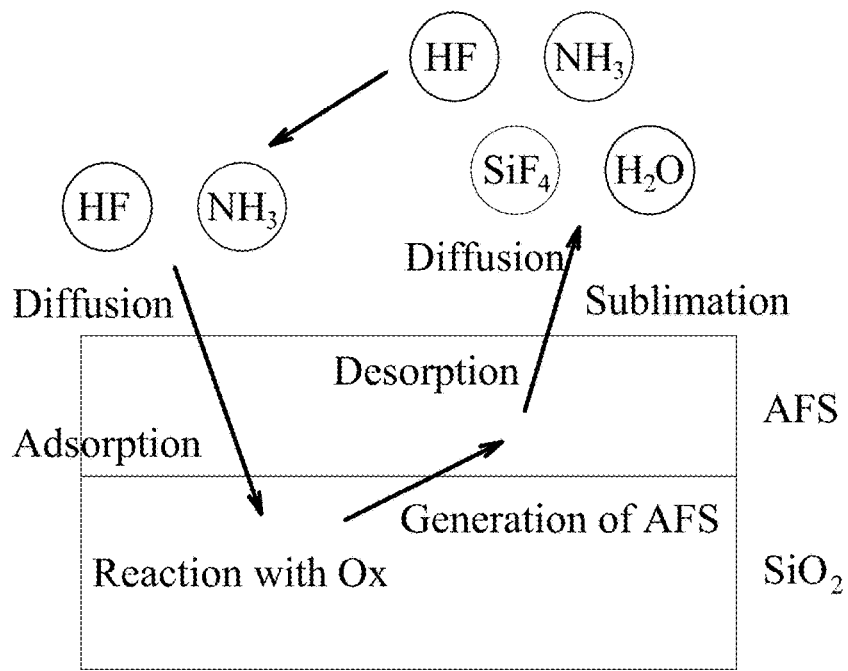 HF NH₃
SiF₄ H₂O
HF NH₃
Diffusion
Diffusion
Sublimation
Desorption
AFS
Adsorption
Generation of AFS
Reaction with Ox
SiO₂